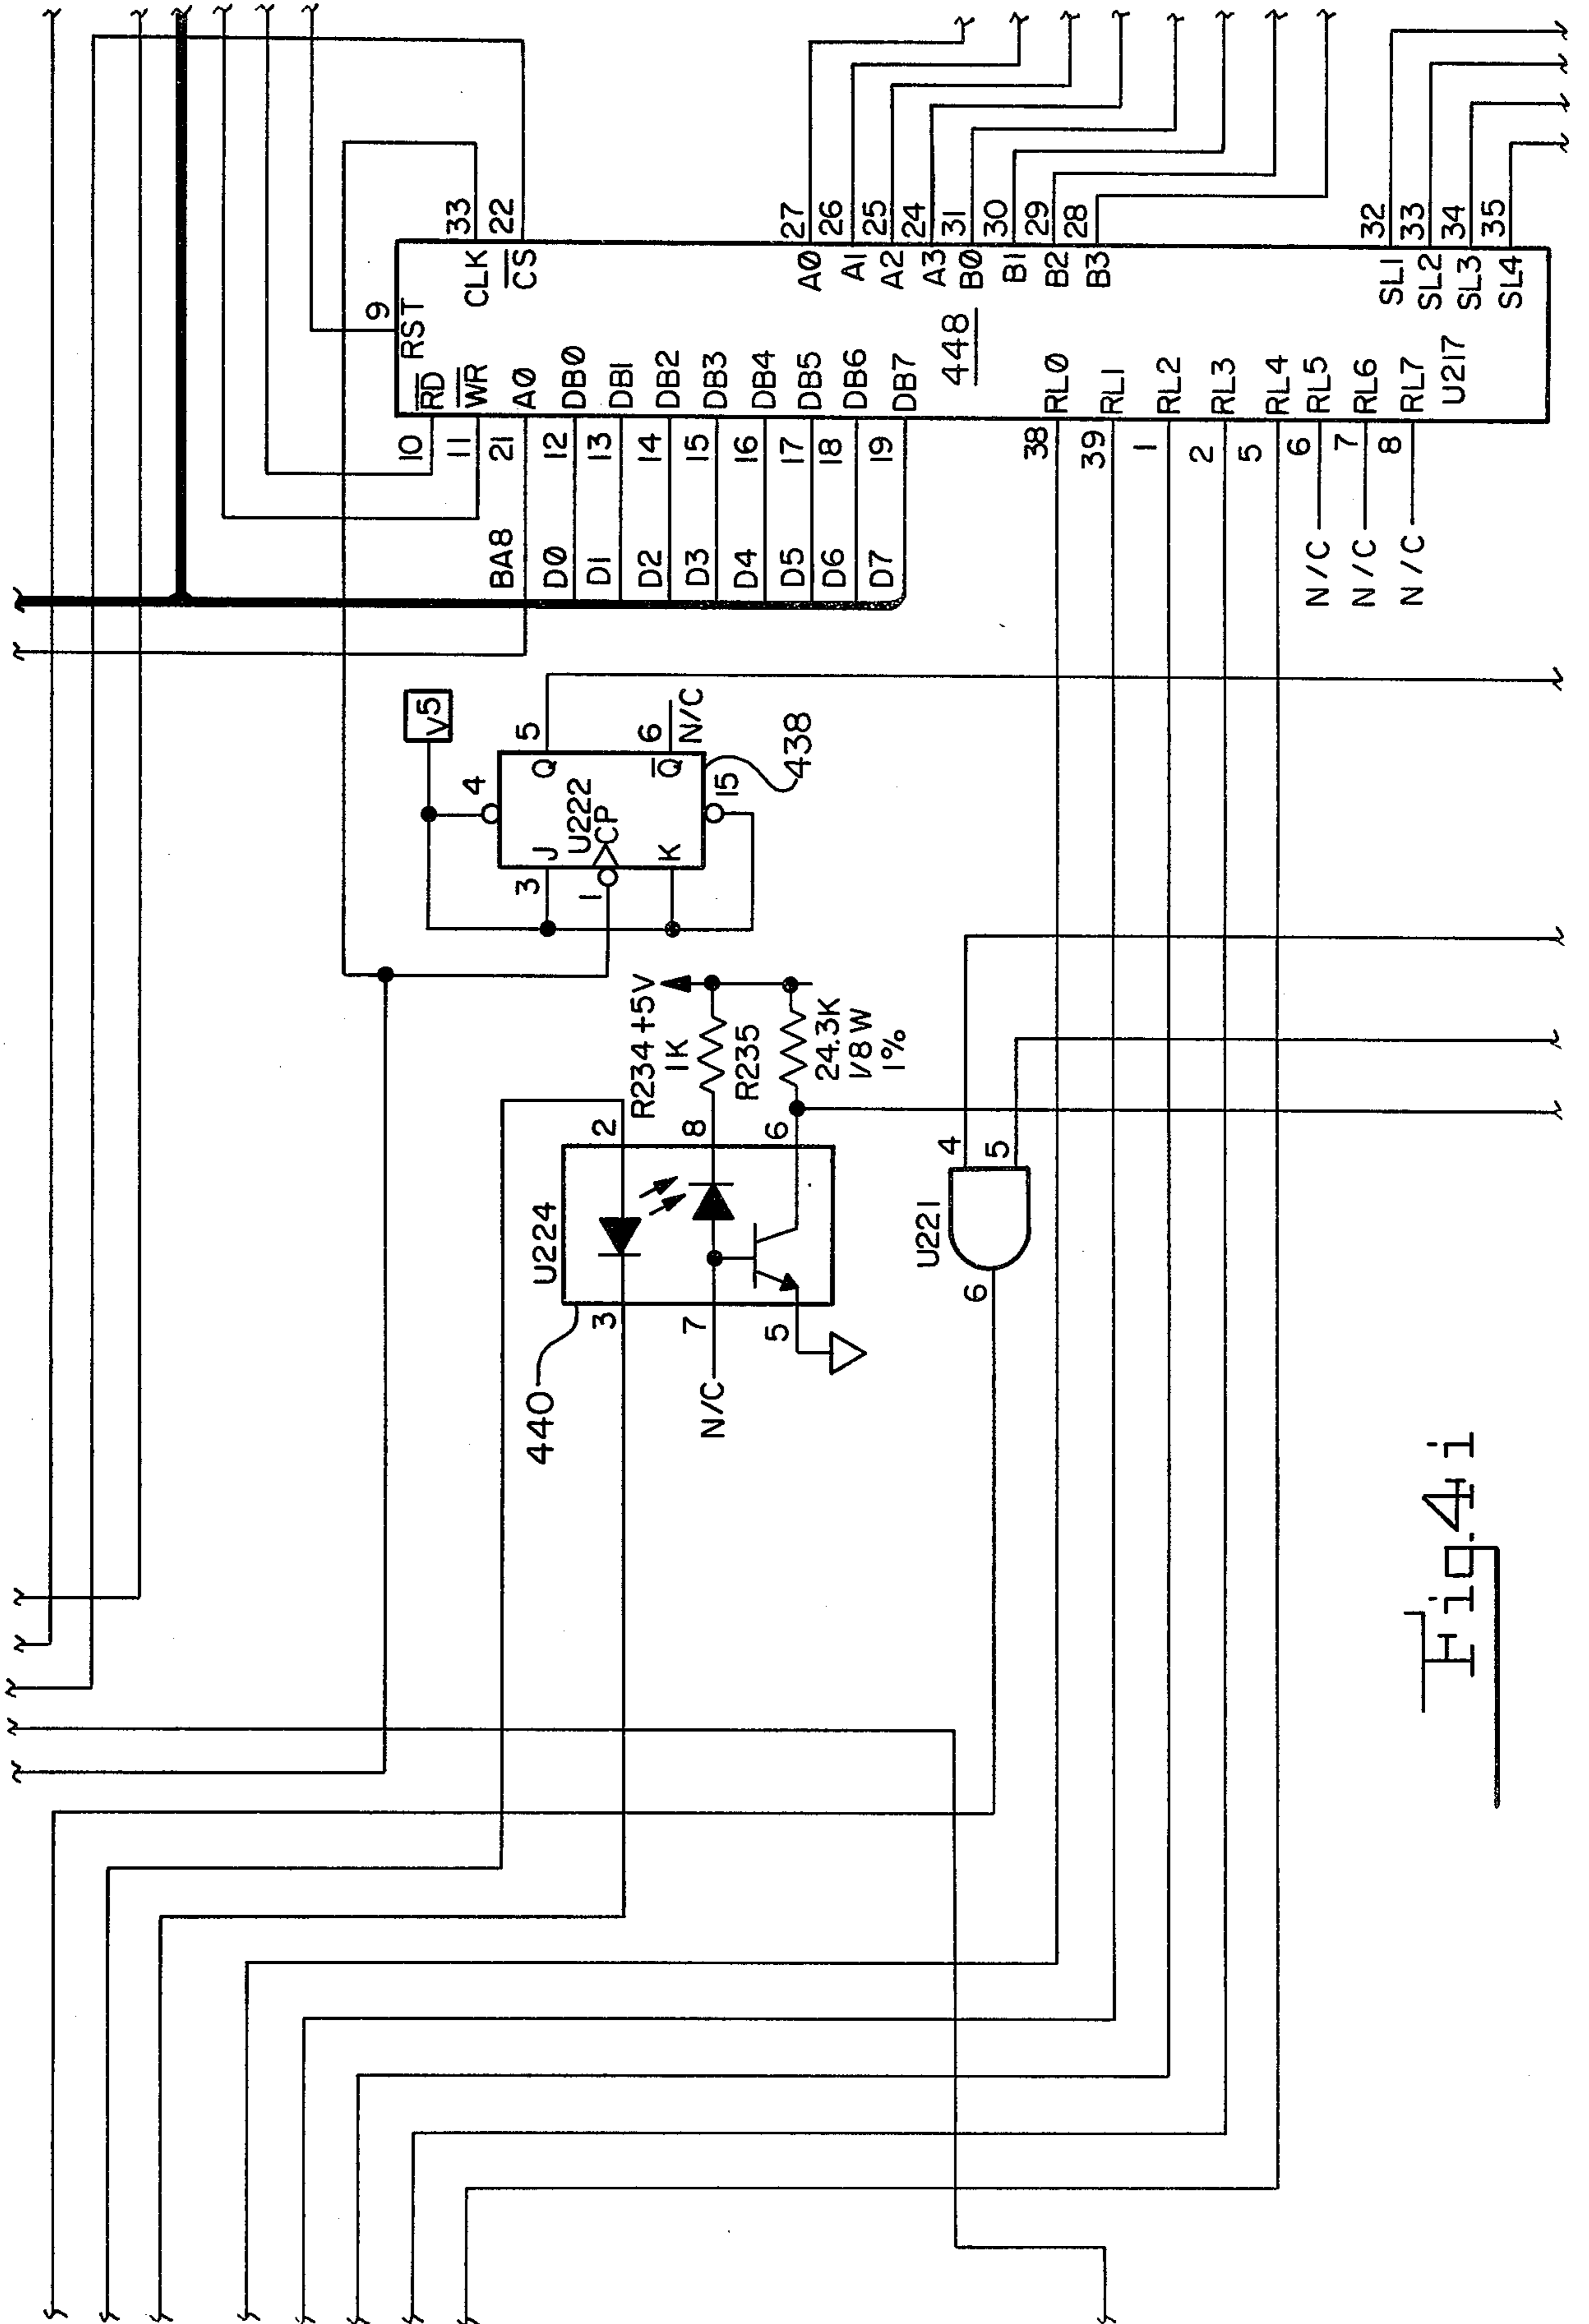 9
RST
10
RD
11
WR
33
CLK
22
CS
BA8
21
A0
D0
12
DB0
D1
13
DB1
D2
14
DB2
D3
15
DB3
D4
16
DB4
D5
17
DB5
D6
18
DB6
D7
19
DB7
A0
27
A1
26
A2
25
A3
24
B0
31
B1
30
B2
29
B3
28
448
38
RL0
39
RL1
1
RL2
2
RL3
5
RL4
N/C
6
RL5
N/C
7
RL6
N/C
8
RL7
SL1
32
SL2
33
SL3
34
SL4
35
U217
V5
4
3
J
Q
5
U222
1
CP
K
Q
6
N/C
15
438
U224
440
3
2
R234
+5V
1K
7
N/C
8
R235
5
6
24.3K
1/8W
1%
U221
4
5
6
Fig.4i